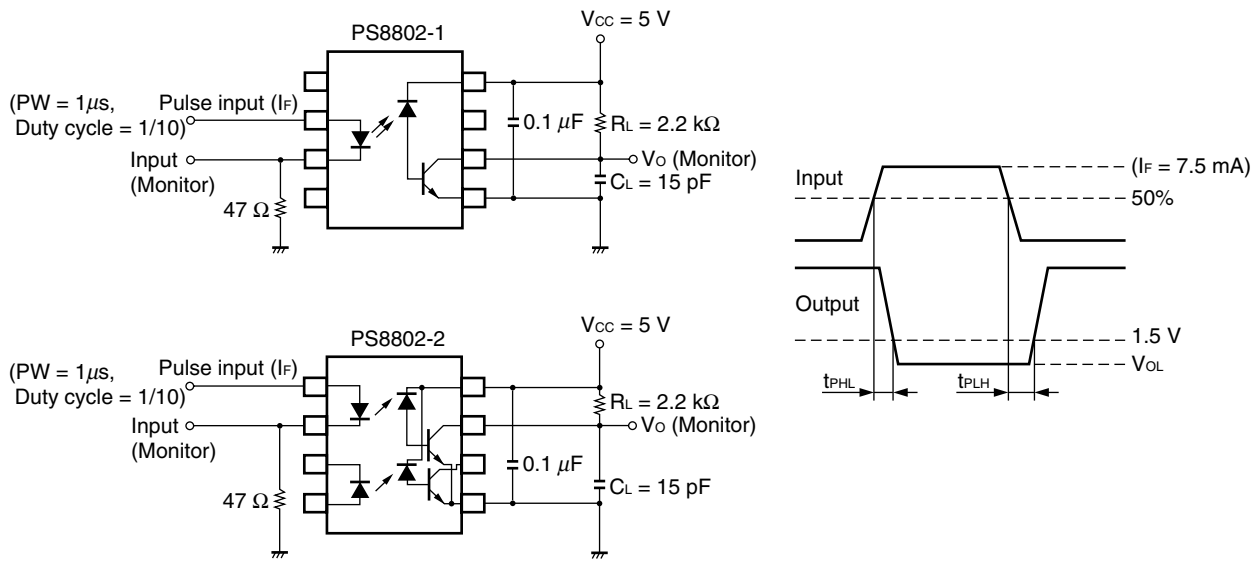 PS8802-1
VCC = 5 V
(PW = 1μs,
Duty cycle = 1/10)
Pulse input (IF)
Input
(Monitor)
47 Ω
0.1 μF
RL = 2.2 kΩ
VO (Monitor)
CL = 15 pF
PS8802-2
VCC = 5 V
(PW = 1μs,
Duty cycle = 1/10)
Pulse input (IF)
Input
(Monitor)
47 Ω
0.1 μF
RL = 2.2 kΩ
VO (Monitor)
CL = 15 pF
Input
(IF = 7.5 mA)
50%
Output
1.5 V
VOL
tPHL
tPLH